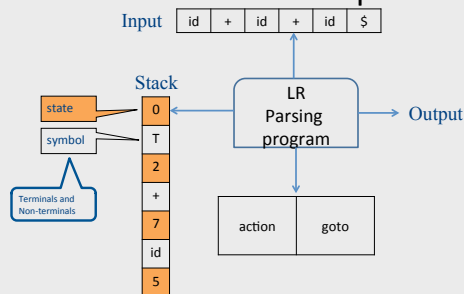 Input id + id + id $
Stack
state
symbol
Terminals and
Non-terminals
0
T
2
+
7
id
5
LR
Parsing
program
Output
action goto